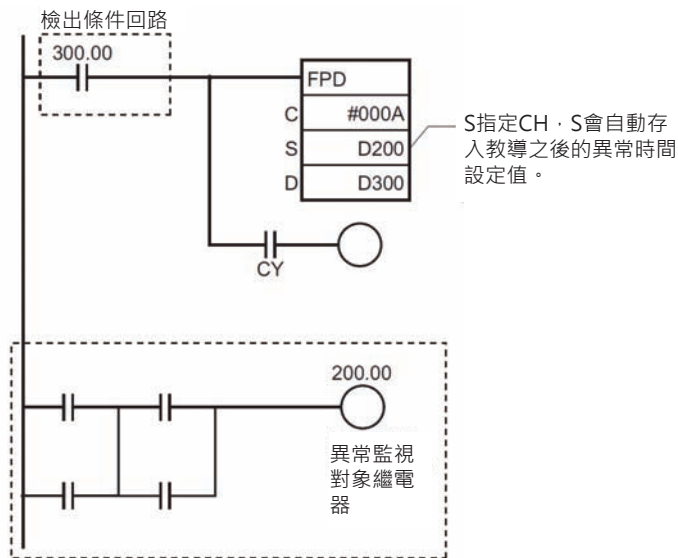 檢出條件回路
300.00
FPD
C #000A
S D200
D D300
S指定CH，S會自動存
入教導之後的異常時間
設定值。
CY
200.00
異常監視
對象繼電
器